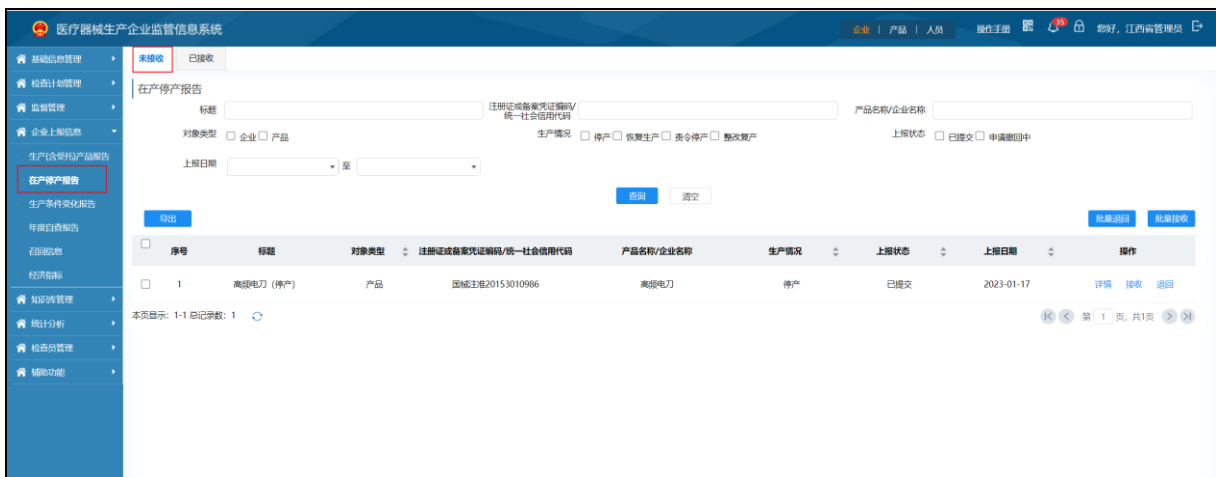 医疗器械生产企业监管信息系统
企业 | 产品 | 人员 操作手册 35 您好，江西省管理员
基础信息管理
检查计划管理
监督管理
企业上报信息
生产(含受托)产品报告
在产停产报告
生产条件变化报告
年度自查报告
召回信息
经济指标
知识库管理
统计分析
检查员管理
辅助功能
未接收 已接收
在产停产报告
标题 注册证或备案凭证编码/统一社会信用代码 产品名称/企业名称
对象类型 企业 产品 生产情况 停产 恢复生产 责令停产 整改复产 上报状态 已提交 申请撤回中
上报日期 至
查询 清空
导出 批量退回 批量接收
序号 标题 对象类型 注册证或备案凭证编码/统一社会信用代码 产品名称/企业名称 生产情况 上报状态 上报日期 操作
1 高频电刀（停产） 产品 国械注准20153010986 高频电刀 停产 已提交 2023-01-17 详情 接收 退回
本页显示：1-1 总记录数：1 第 1 页, 共1页